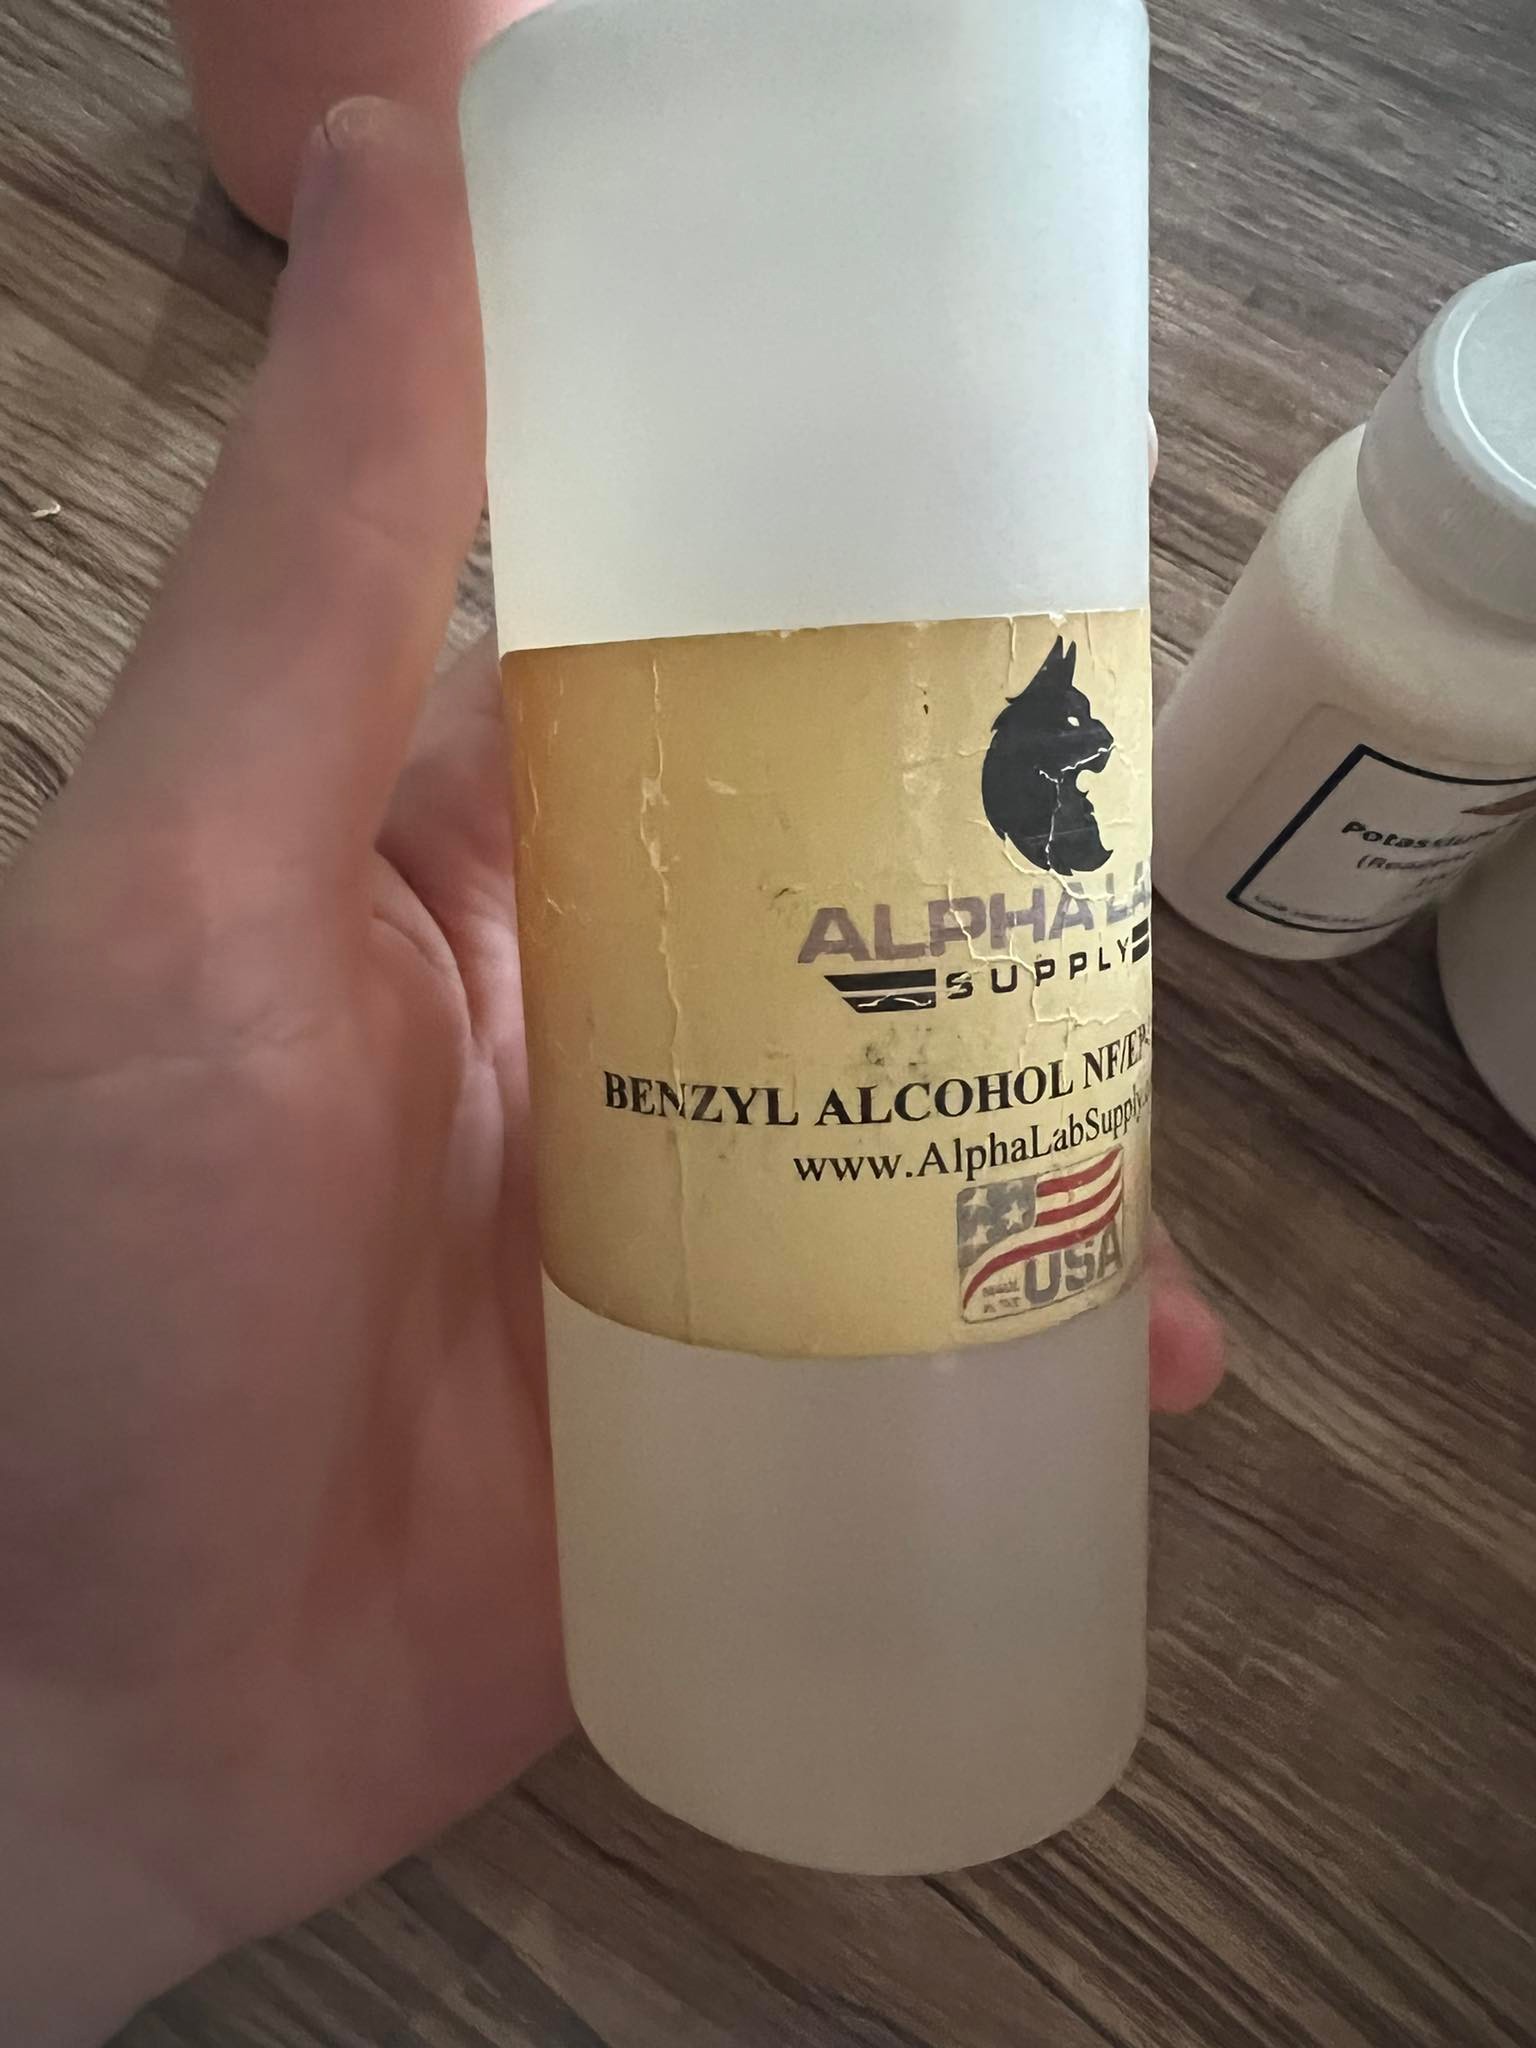 ALPHA LA
SUPPLY
BENZYL ALCOHOL NF/EP
www.AlphaLabSupply
USA